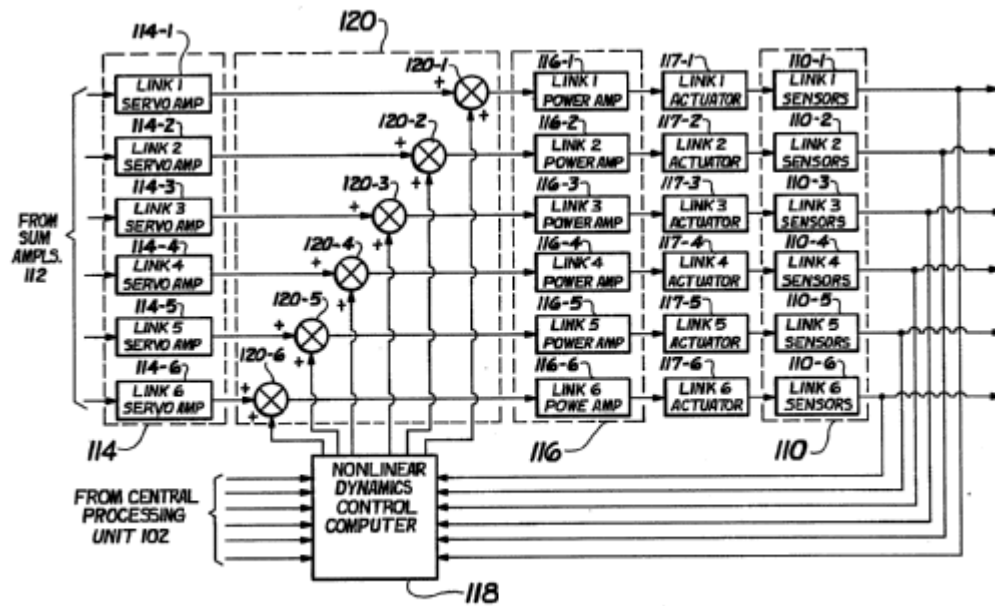 114-1
120
LINK 1
SERVO AMP
120-1
+
+
116-1
LINK 1
POWER AMP
117-1
LINK 1
ACTUATOR
110-1
LINK 1
SENSORS
114-2
LINK 2
SERVO AMP
120-2
+
+
116-2
LINK 2
POWER AMP
117-2
LINK 2
ACTUATOR
110-2
LINK 2
SENSORS
114-3
LINK 3
SERVO AMP
120-3
+
+
116-3
LINK 3
POWER AMP
117-3
LINK 3
ACTUATOR
110-3
LINK 3
SENSORS
FROM
SUM
AMPLS.
112
114-4
LINK 4
SERVO AMP
120-4
+
+
116-4
LINK 4
POWER AMP
117-4
LINK 4
ACTUATOR
110-4
LINK 4
SENSORS
114-5
LINK 5
SERVO AMP
120-5
+
+
116-5
LINK 5
POWER AMP
117-5
LINK 5
ACTUATOR
110-5
LINK 5
SENSORS
114-6
LINK 6
SERVO AMP
120-6
+
+
116-6
LINK 6
POWE AMP
117-6
LINK 6
ACTUATOR
110-6
LINK 6
SENSORS
114
116
110
FROM CENTRAL
PROCESSING
UNIT 102
NONLINEAR
DYNAMICS
CONTROL
COMPUTER
118